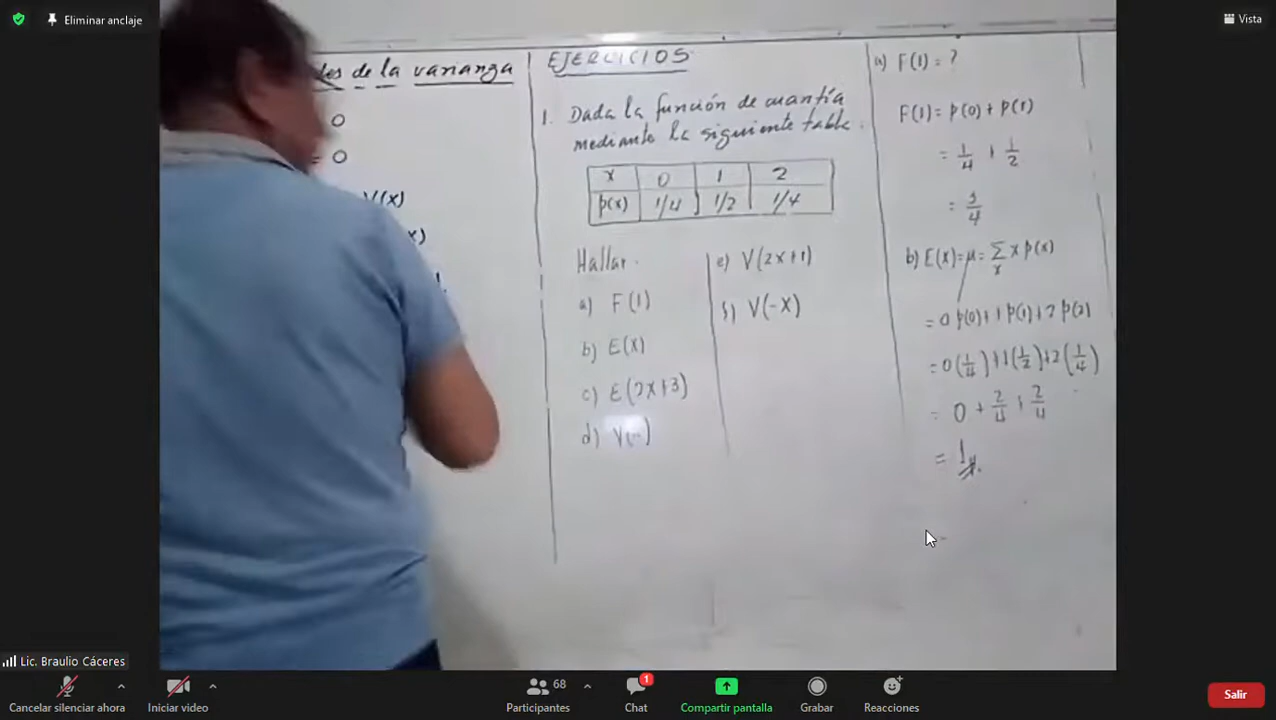 Eliminar anclaje
Vista
des de la varianza
0
= 0
V(x)
x)
EJERCICIOS
1. Dada la función de cuantía
mediante la siguiente tabla.
x 0 1 2
p(x) 1/4 1/2 1/4
Hallar.
a) F(1)
b) E(x)
c) E(2x+3)
d) V(
e) V(2x+1)
f) V(-x)
a) F(1) = ?
F(1) = p(0) + p(1)
= 1/4 + 1/2
= 3/4
b) E(x) = μ = Σx x p(x)
= 0 p(0) + 1 p(1) + 2 p(2)
= 0(1/4) + 1(1/2) + 2(1/4)
= 0 + 2/4 + 2/4
= 1
Lic. Braulio Cáceres
Cancelar silenciar ahora
Iniciar video
68
Participantes
1
Chat
Compartir pantalla
Grabar
Reacciones
Salir